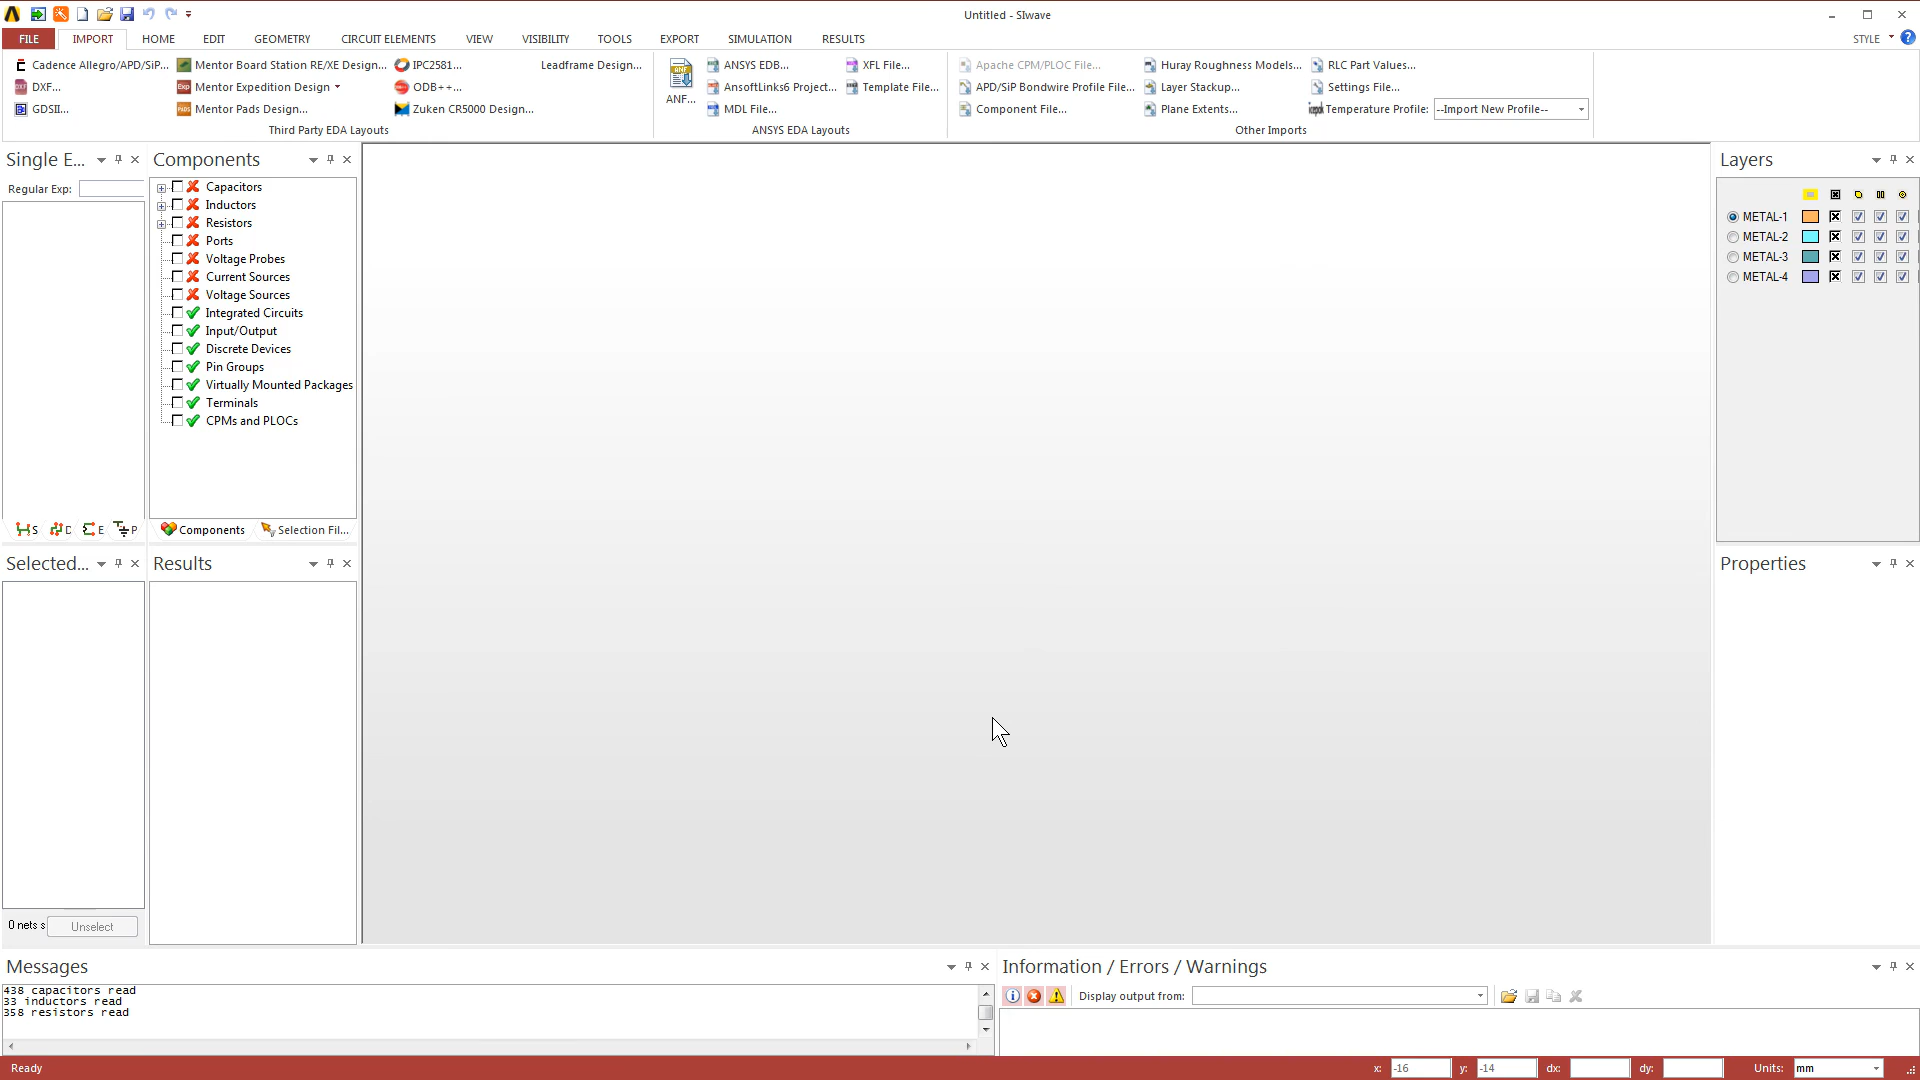 Untitled - SIwave
FILE IMPORT HOME EDIT GEOMETRY CIRCUIT ELEMENTS VIEW VISIBILITY TOOLS EXPORT SIMULATION RESULTS STYLE
Cadence Allegro/APD/SiP... Mentor Board Station RE/XE Design... IPC2581... Leadframe Design... ANSYS EDB... XFL File... Apache CPM/PLOC File... Huray Roughness Models... RLC Part Values...
DXF... Mentor Expedition Design ODB++... ANF... AnsoftLinks6 Project... Template File... APD/SiP Bondwire Profile File... Layer Stackup... Settings File...
GDSII... Mentor Pads Design... Zuken CR5000 Design... MDL File... Component File... Plane Extents... Temperature Profile: --Import New Profile--
Third Party EDA Layouts ANSYS EDA Layouts Other Imports
Single E... Components Layers
Regular Exp:
Capacitors
Inductors
Resistors
Ports
Voltage Probes
Current Sources
Voltage Sources
Integrated Circuits
Input/Output
Discrete Devices
Pin Groups
Virtually Mounted Packages
Terminals
CPMs and PLOCs
METAL-1
METAL-2
METAL-3
METAL-4
S D E P Components Selection Fil...
Selected... Results Properties
0 nets s Unselect
Messages Information / Errors / Warnings
438 capacitors read
33 inductors read
358 resistors read
Display output from:
Ready x: -16 y: -14 dx: dy: Units: mm